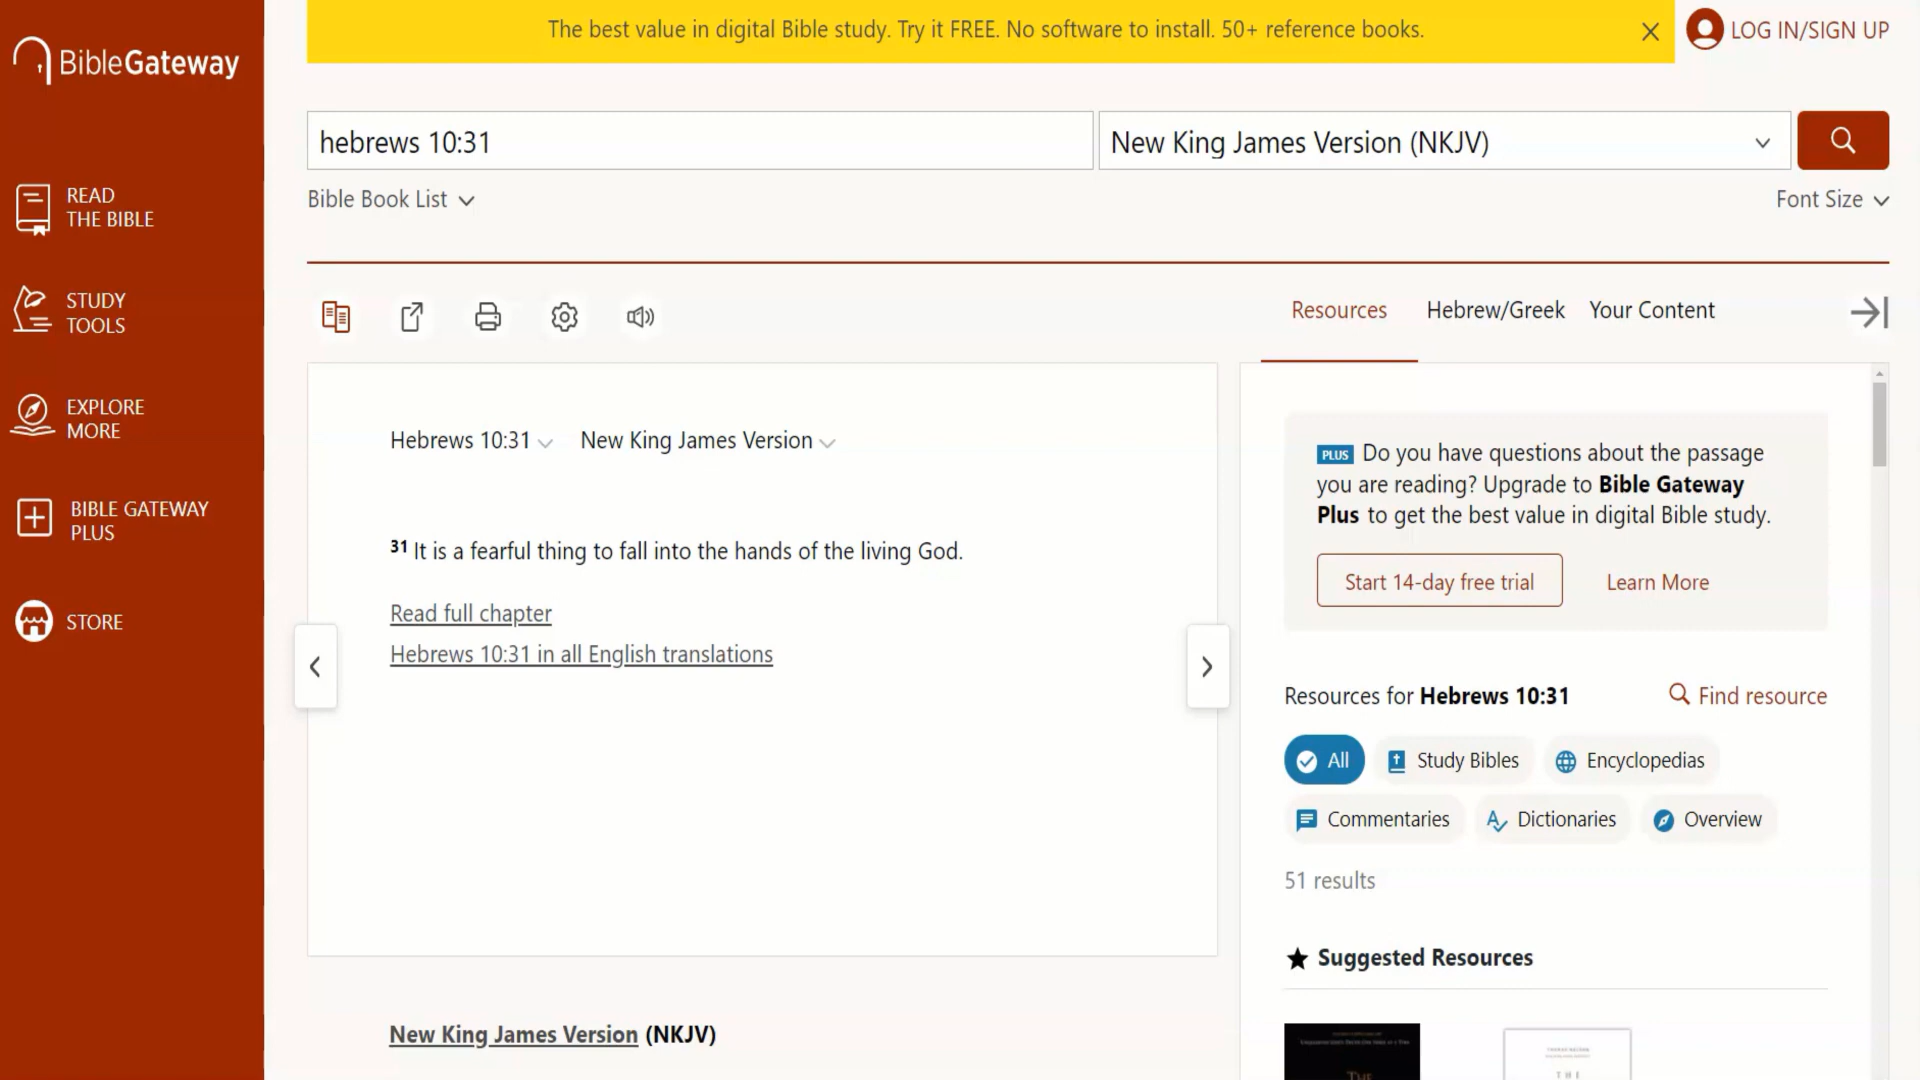 BibleGateway
The best value in digital Bible study. Try it FREE. No software to install. 50+ reference books.
LOG IN/SIGN UP
hebrews 10:31
New King James Version (NKJV)
Bible Book List
Font Size
READ
THE BIBLE
STUDY
TOOLS
EXPLORE
MORE
BIBLE GATEWAY
PLUS
STORE
Resources
Hebrew/Greek
Your Content
Hebrews 10:31
New King James Version
31 It is a fearful thing to fall into the hands of the living God.
Read full chapter
Hebrews 10:31 in all English translations
New King James Version (NKJV)
PLUS Do you have questions about the passage
you are reading? Upgrade to Bible Gateway
Plus to get the best value in digital Bible study.
Start 14-day free trial
Learn More
Resources for Hebrews 10:31
Find resource
All
Study Bibles
Encyclopedias
Commentaries
Dictionaries
Overview
51 results
Suggested Resources
THE
THE